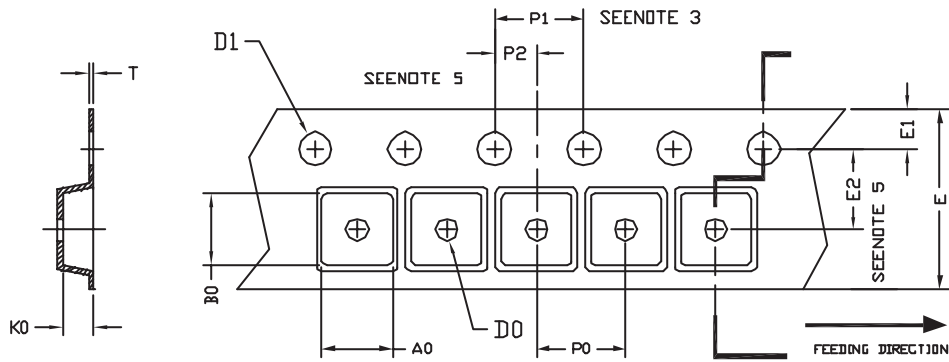 P1 SEENOTE 3
D1
P2
T
SEENOTE 5
E1
E2
E
SEENOTE 5
B0
K0
A0
D0
P0
FEEDING DIRECTION